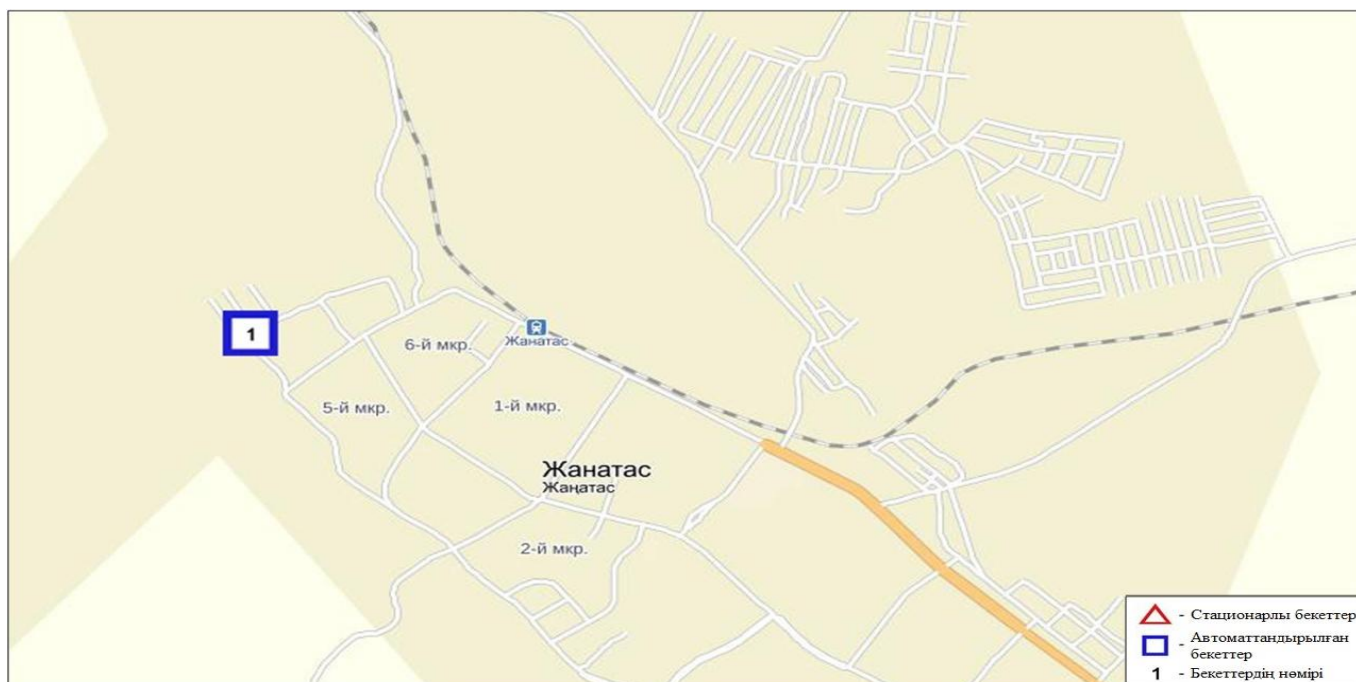 1
6-й мкр.
Жанатас
5-й мкр.
1-й мкр.
Жанатас
Жаңатас
2-й мкр.
- Стационарлы бекеттер
- Автоматтандырылған
бекеттер
1 - Бекеттердің нөмірі